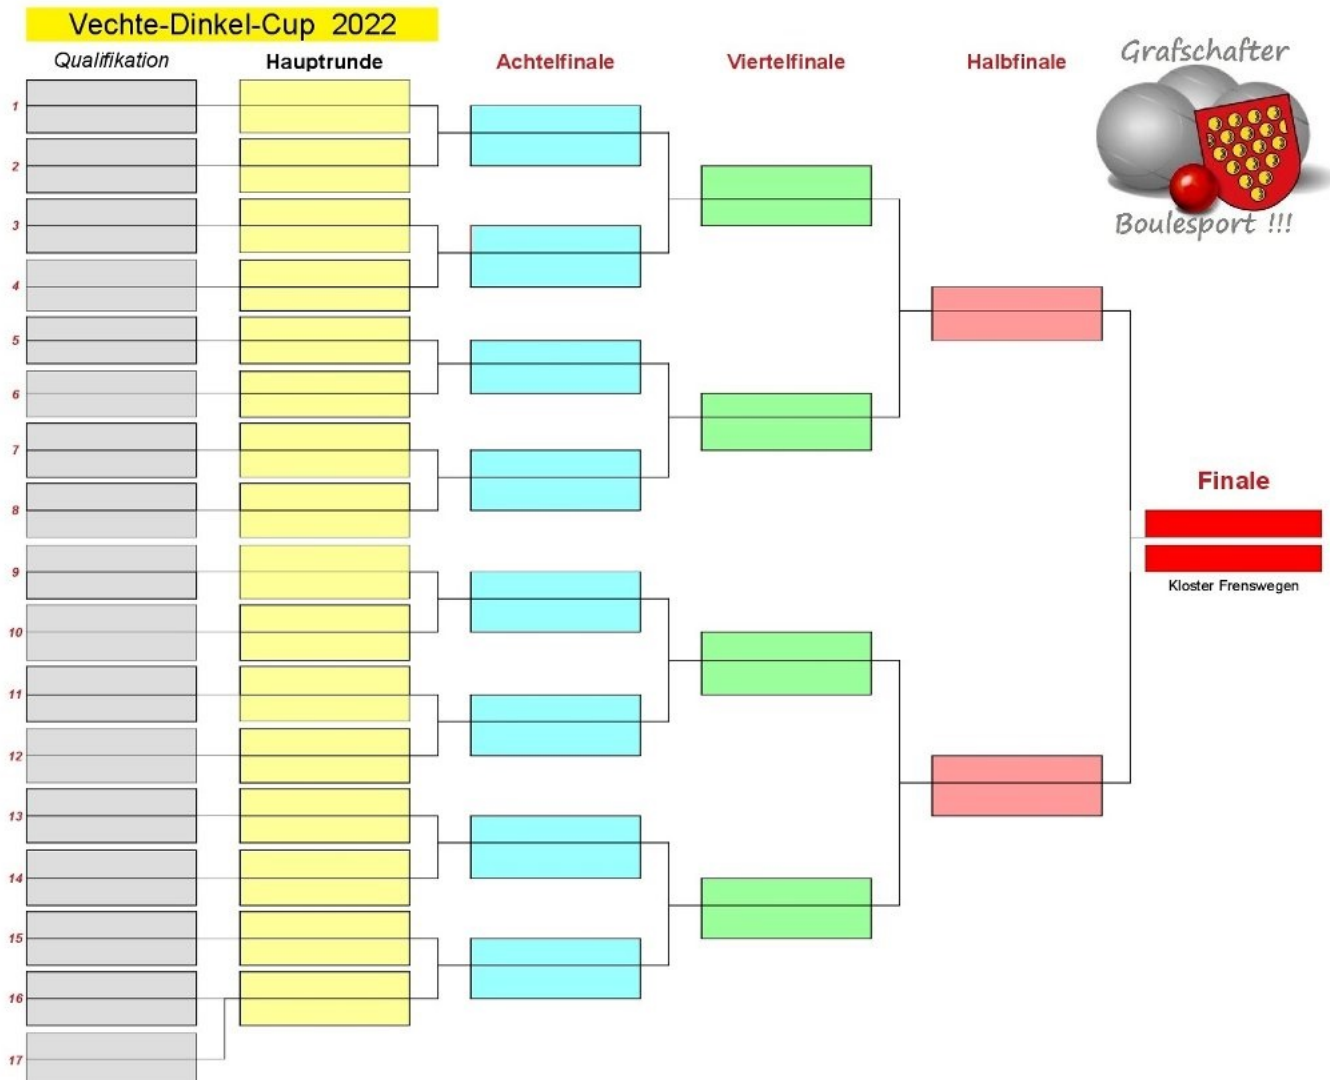 Vechte-Dinkel-Cup 2022
Qualifikation
Hauptrunde
Achtelfinale
Viertelfinale
Halbfinale
Grafschafter
Boulesport !!!
1
2
3
4
5
6
7
8
9
10
11
12
13
14
15
16
17
Finale
Kloster Frenswegen